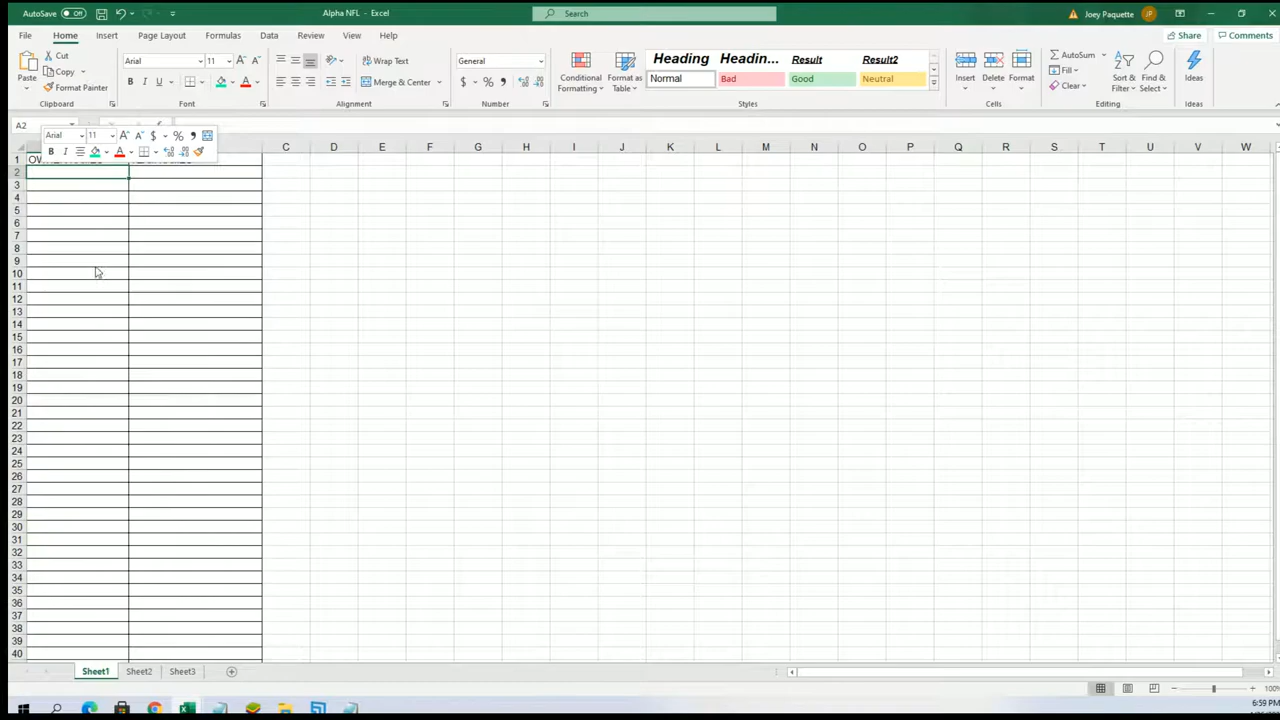 AutoSave Off Alpha NFL - Excel Search Joey Paquette JP
File Home Insert Page Layout Formulas Data Review View Help Share Comments
Paste Cut Copy Format Painter Clipboard
Arial 11 B I U Font
Wrap Text Merge & Center Alignment
General $ % Number
Conditional Formatting Format as Table
Heading Headin... Result Result2
Normal Bad Good Neutral
Styles
Insert Delete Format Cells
AutoSum Fill Clear Sort & Filter Find & Select Editing
Ideas Ideas
A2
Arial 11 $ %
B I
C D E F G H I J K L M N O P Q R S T U V W
1
2
3
4
5
6
7
8
9
10
11
12
13
14
15
16
17
18
19
20
21
22
23
24
25
26
27
28
29
30
31
32
33
34
35
36
37
38
39
40
Sheet1 Sheet2 Sheet3
100%
6:59 PM